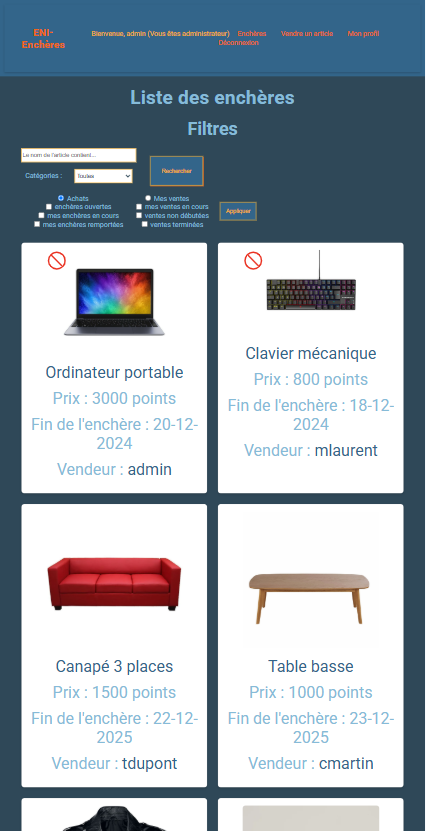 ENI-
Enchères
Bienvenue, admin (Vous êtes administrateur) Enchères Vendre un article Mon profil
Déconnexion
Liste des enchères
Filtres
Le nom de l'article contient...
Rechercher
Catégories : Toutes
Achats
enchères ouvertes
mes enchères en cours
mes enchères remportées
Mes ventes
mes ventes en cours
ventes non débutées
ventes terminées
Appliquer
Ordinateur portable
Prix : 3000 points
Fin de l'enchère : 20-12-
2024
Vendeur : admin
Clavier mécanique
Prix : 800 points
Fin de l'enchère : 18-12-
2024
Vendeur : mlaurent
Canapé 3 places
Prix : 1500 points
Fin de l'enchère : 22-12-
2025
Vendeur : tdupont
Table basse
Prix : 1000 points
Fin de l'enchère : 23-12-
2025
Vendeur : cmartin